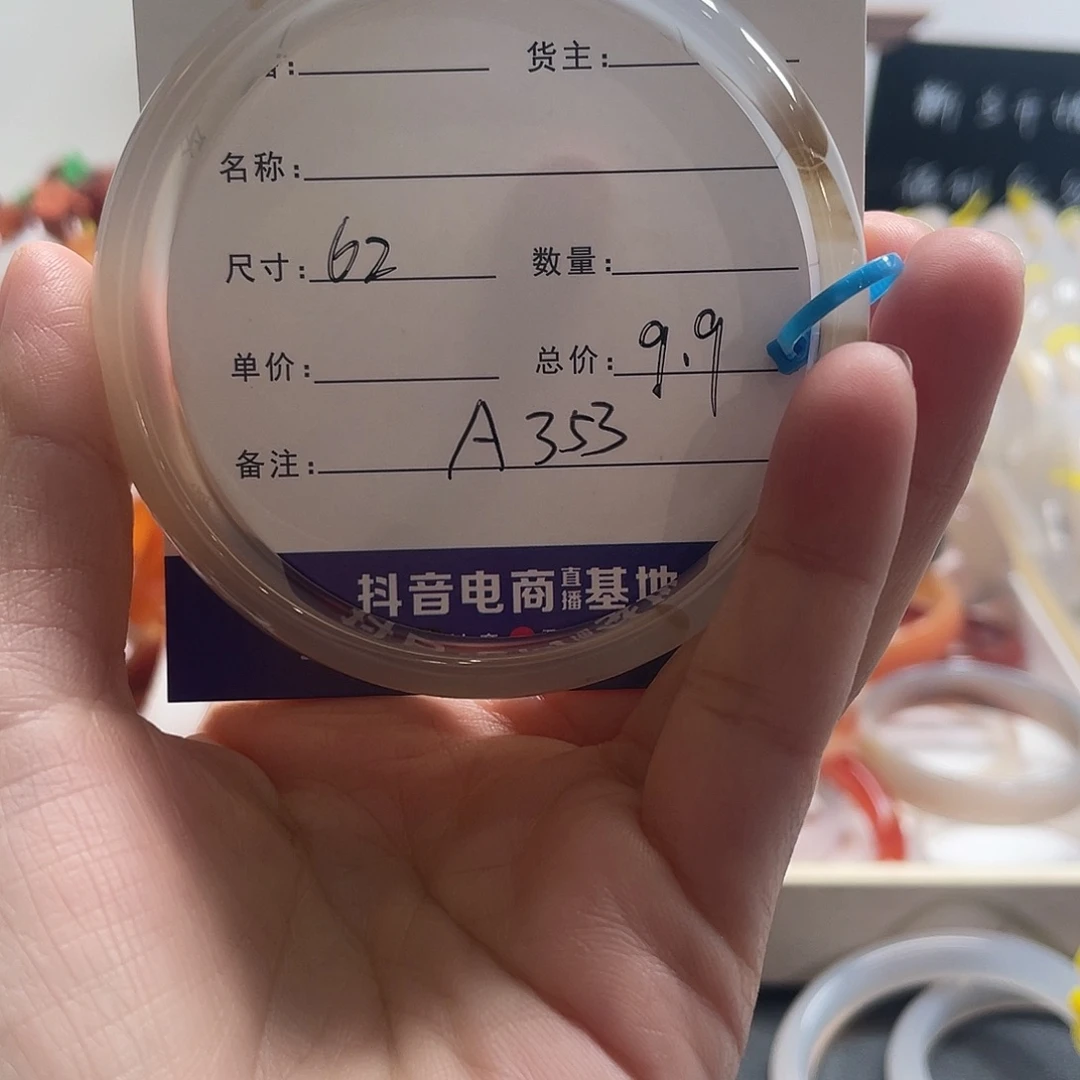 货主:
名称:
尺寸: 62 数量:
单价: 总价: 9.9
备注: A353
抖音电商直播基地